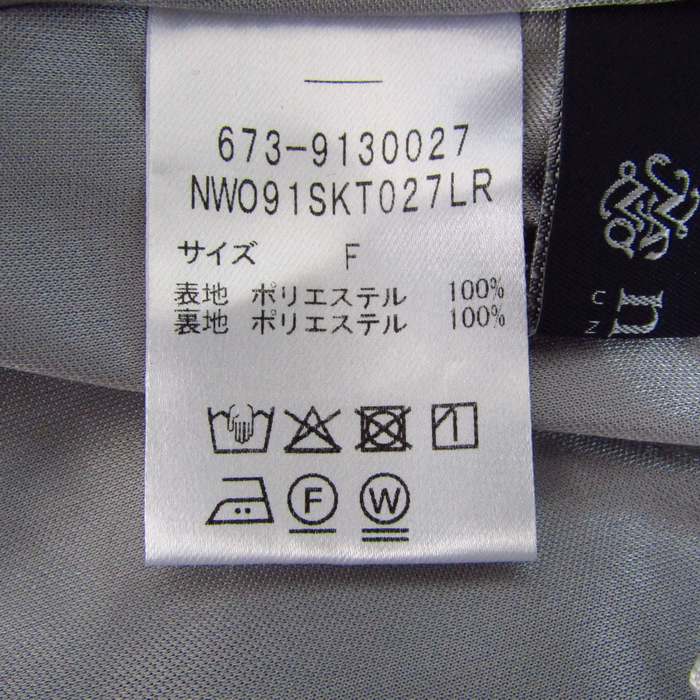 673-9130027
NW091SKT027LR
サイズ F
表地 ポリエステル 100%
裏地 ポリエステル 100%
F
W
n
C
Z